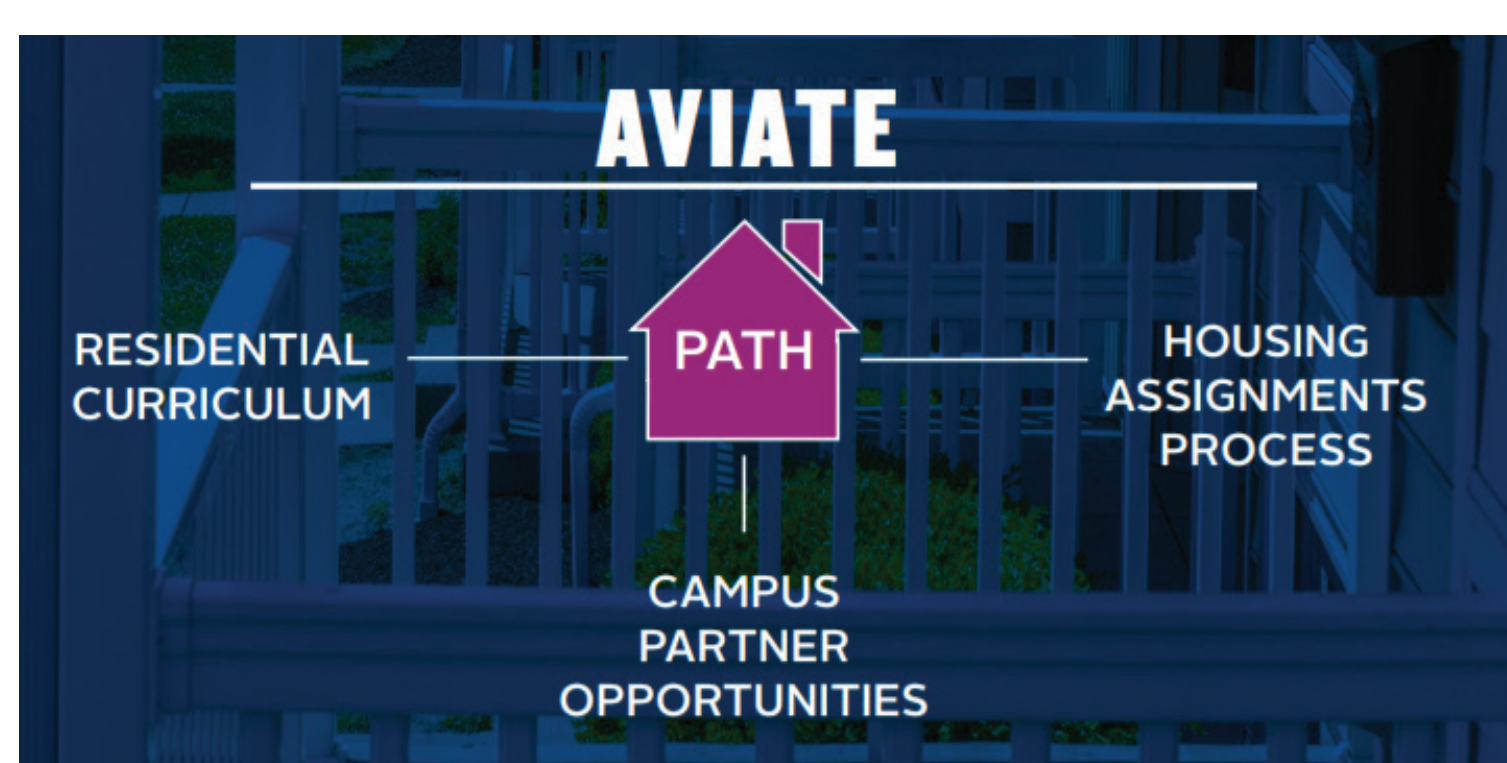 AVIATE
RESIDENTIAL
CURRICULUM
PATH
HOUSING
ASSIGNMENTS
PROCESS
CAMPUS
PARTNER
OPPORTUNITIES